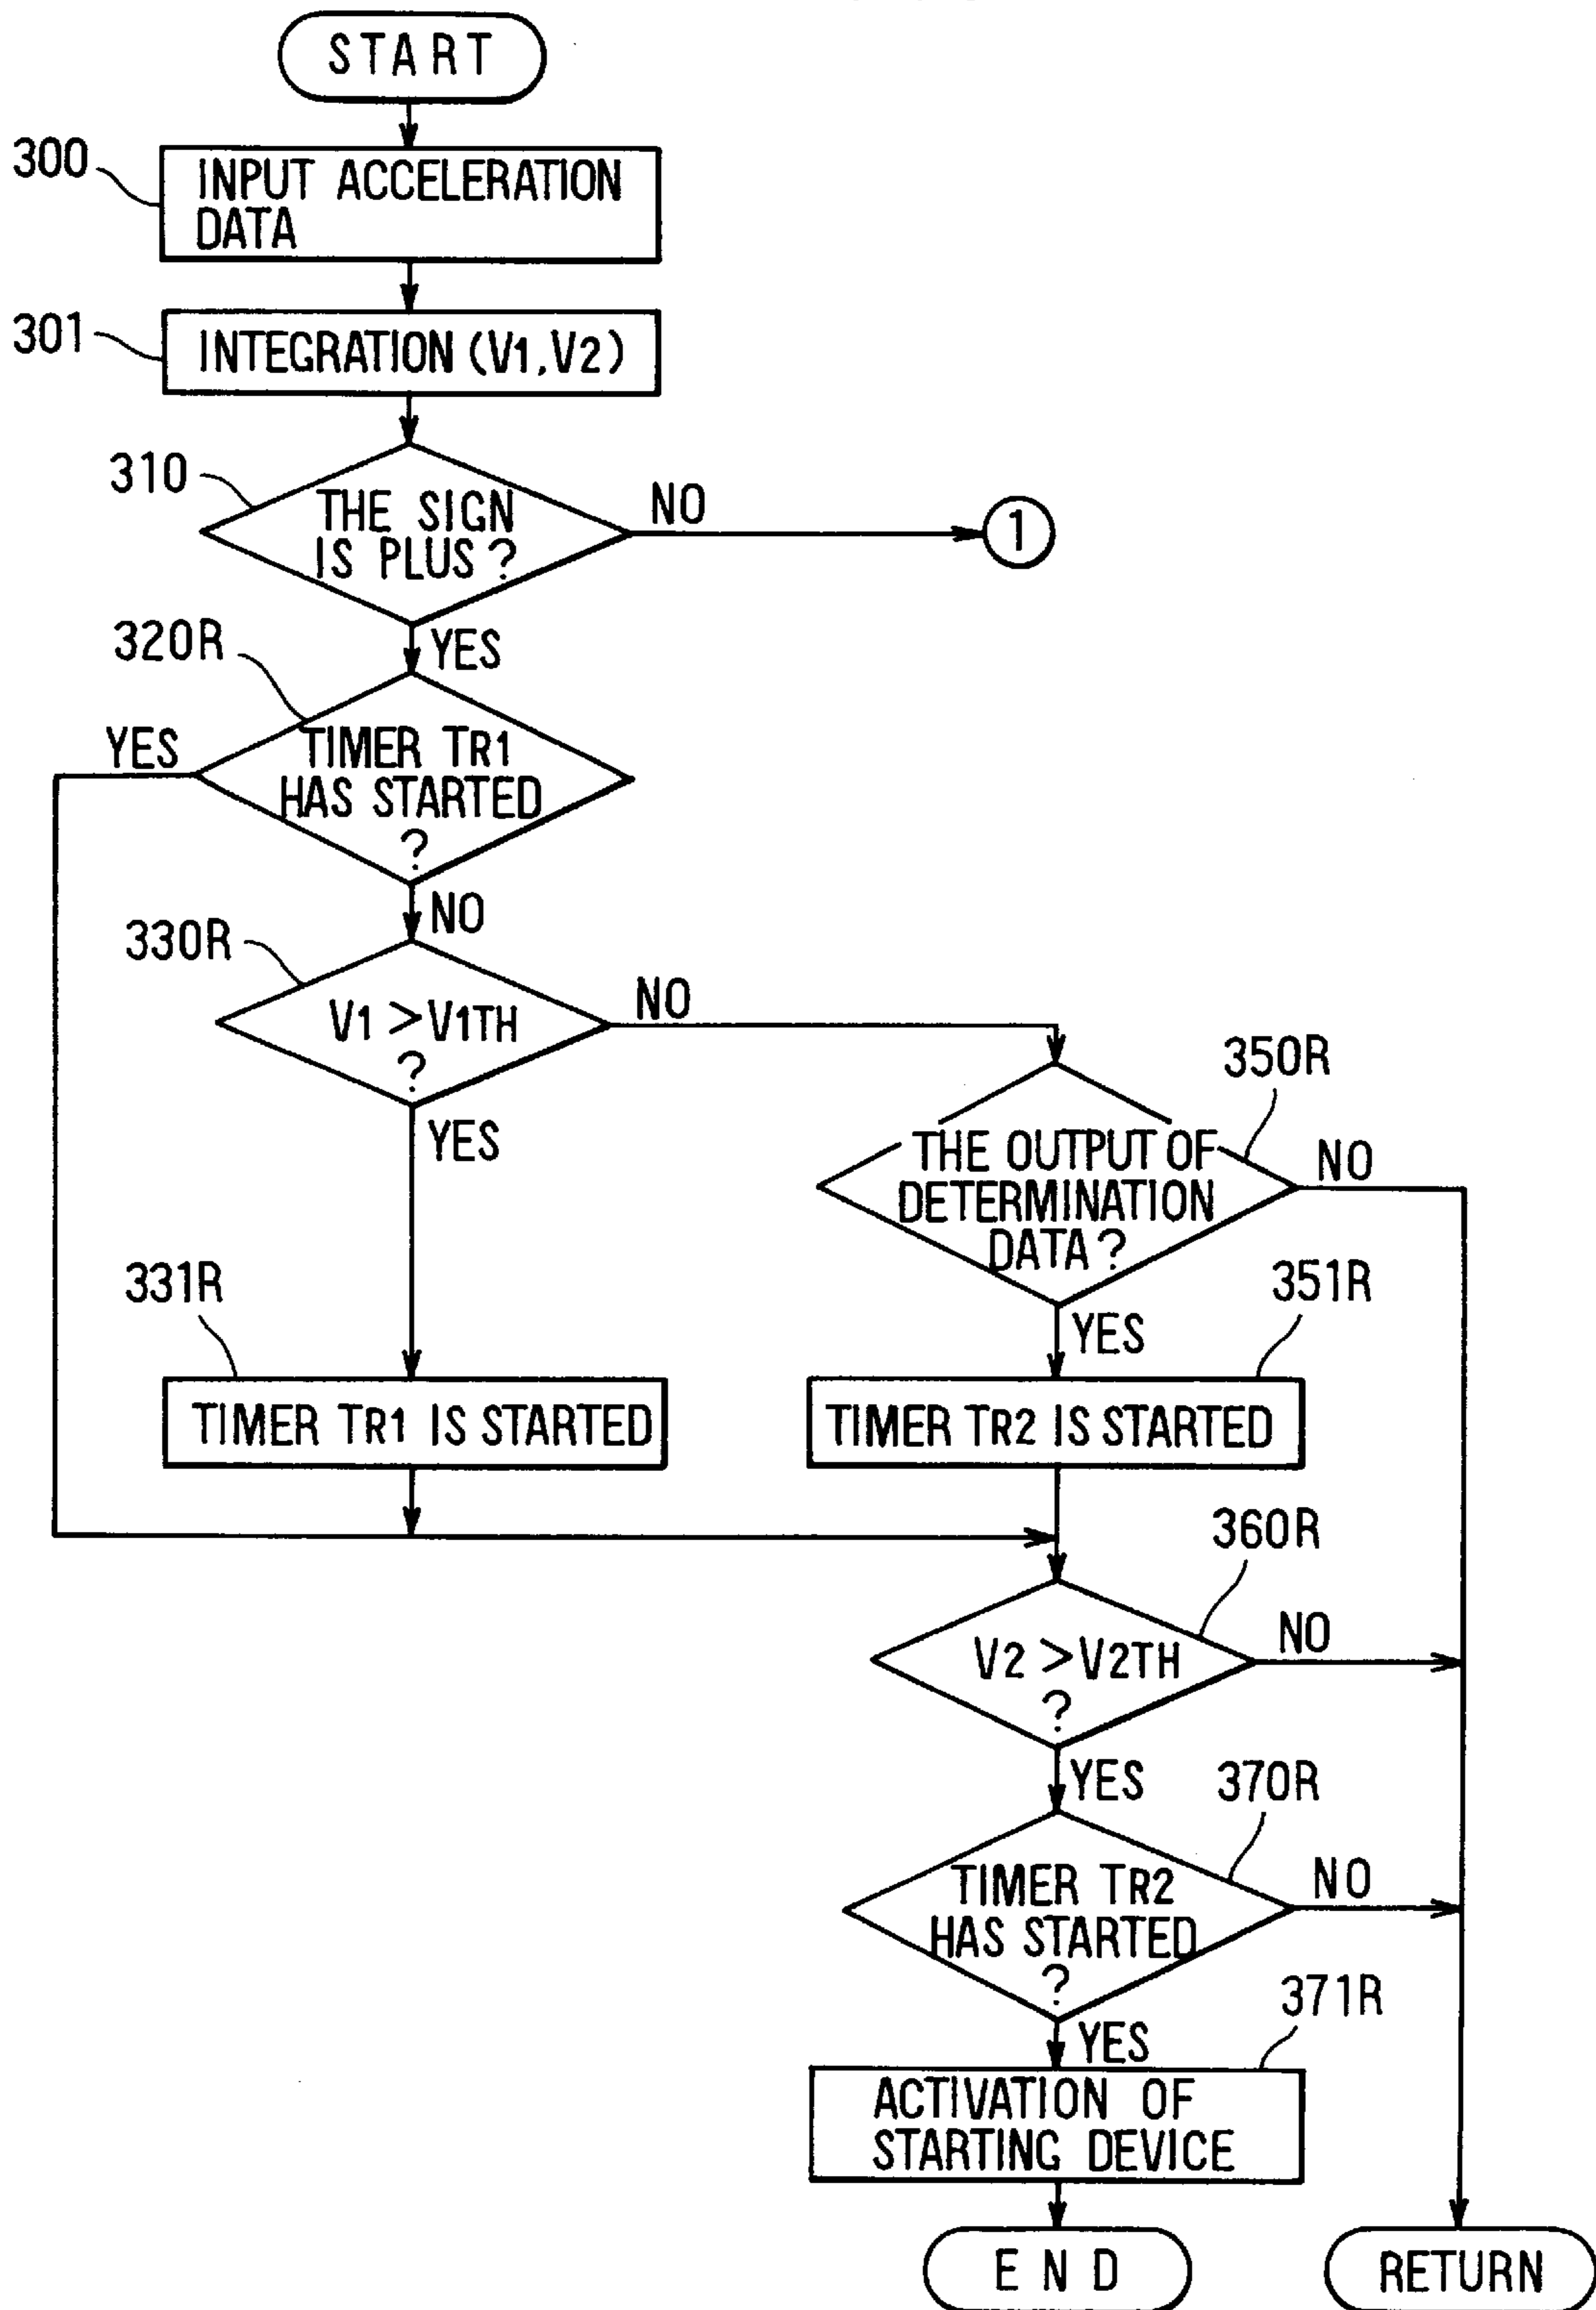 START
300
INPUT ACCELERATION
DATA
301
INTEGRATION (V1,V2)
310
THE SIGN
IS PLUS?
NO
1
YES
320R
TIMER TR1
HAS STARTED
?
YES
NO
330R
V1 > V1TH
?
NO
YES
350R
THE OUTPUT OF
DETERMINATION
DATA?
NO
YES
331R
TIMER TR1 IS STARTED
351R
TIMER TR2 IS STARTED
360R
V2 > V2TH
?
NO
YES
370R
TIMER TR2
HAS STARTED
?
NO
YES
371R
ACTIVATION OF
STARTING DEVICE
END
RETURN